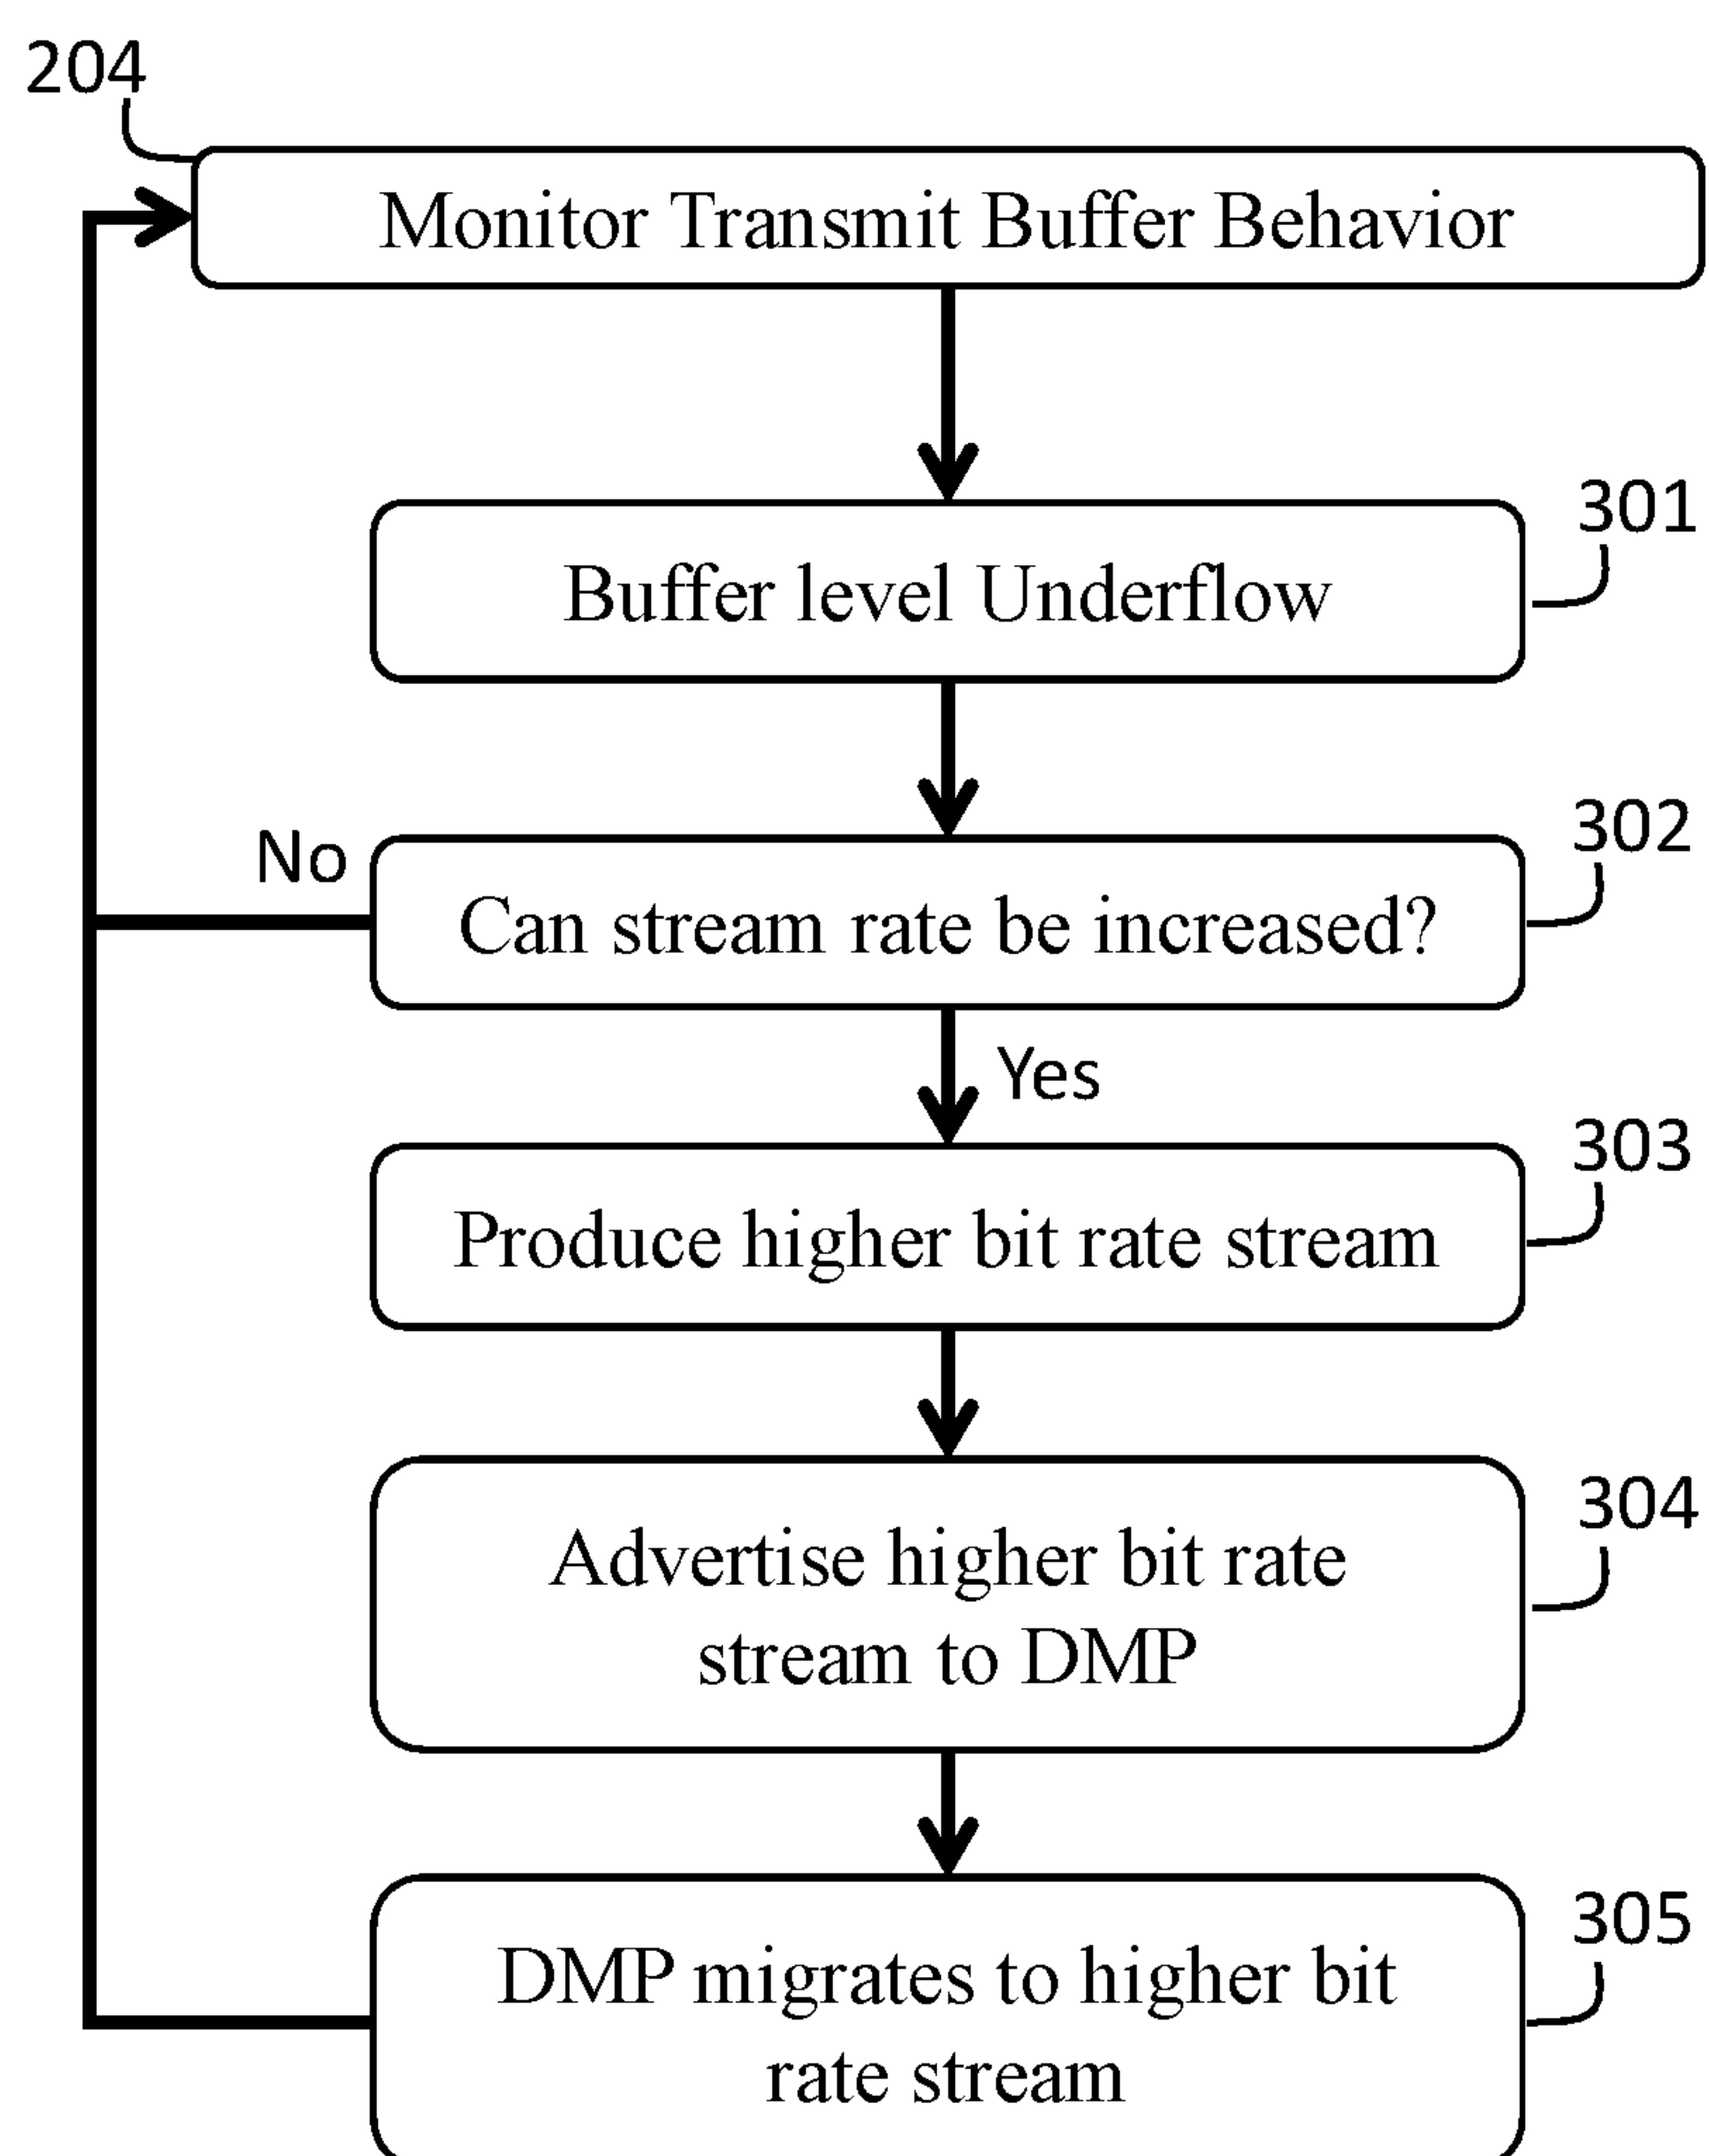 204
Monitor Transmit Buffer Behavior
301
Buffer level Underflow
302
No
Can stream rate be increased?
Yes
303
Produce higher bit rate stream
304
Advertise higher bit rate
stream to DMP
305
DMP migrates to higher bit
rate stream